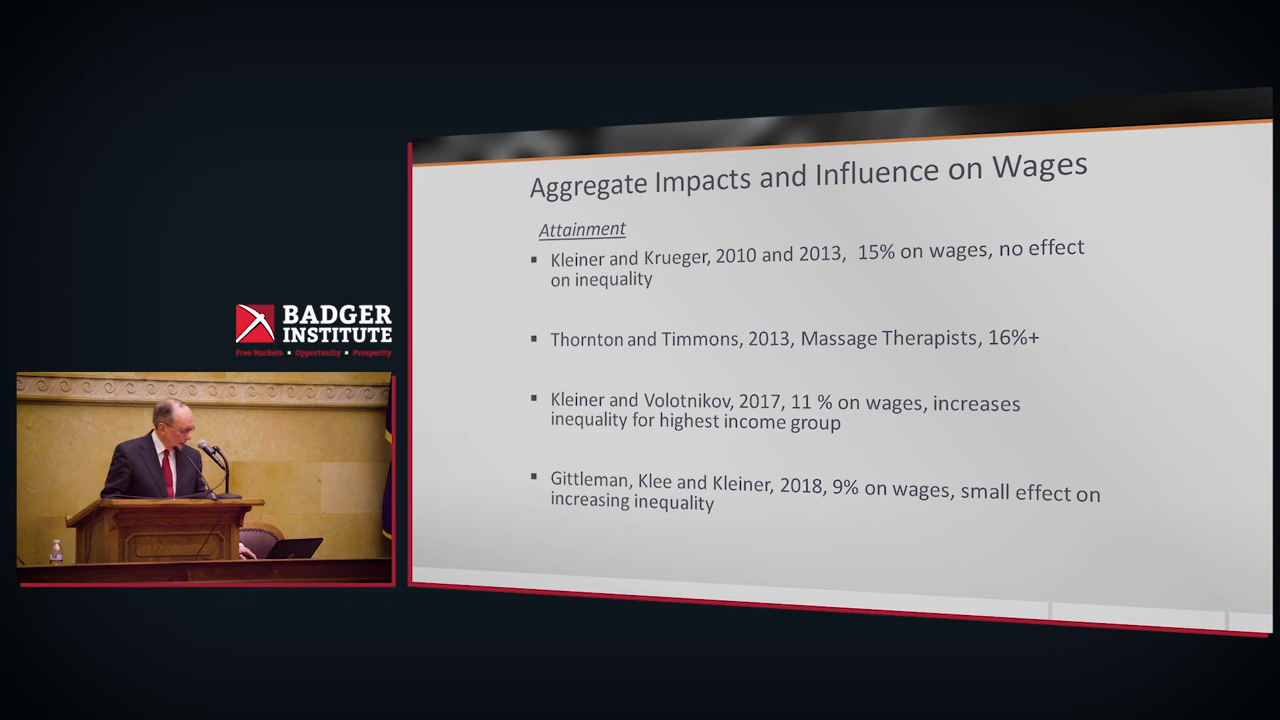 BADGER
INSTITUTE
Free Markets ▪ Opportunity ▪ Prosperity
Aggregate Impacts and Influence on Wages
Attainment
▪ Kleiner and Krueger, 2010 and 2013, 15% on wages, no effect
on inequality
▪ Thornton and Timmons, 2013, Massage Therapists, 16%+
▪ Kleiner and Volotnikov, 2017, 11 % on wages, increases
inequality for highest income group
▪ Gittleman, Klee and Kleiner, 2018, 9% on wages, small effect on
increasing inequality